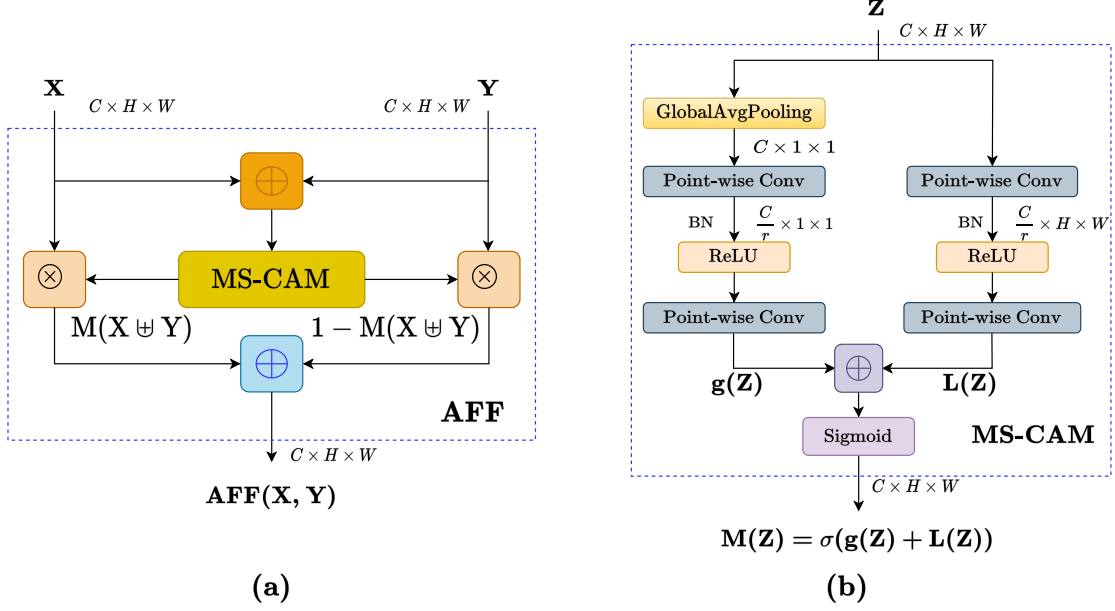 X
Y
C × H × W
C × H × W
⊕
⊗
MS-CAM
⊗
M(X ⊎ Y)
1 − M(X ⊎ Y)
⊕
AFF
C × H × W
AFF(X, Y)
(a)
Z
C × H × W
GlobalAvgPooling
C × 1 × 1
Point-wise Conv
Point-wise Conv
BN
C/r × 1 × 1
BN
C/r × H × W
ReLU
ReLU
Point-wise Conv
Point-wise Conv
g(Z)
⊕
L(Z)
Sigmoid
MS-CAM
C × H × W
M(Z) = σ(g(Z) + L(Z))
(b)